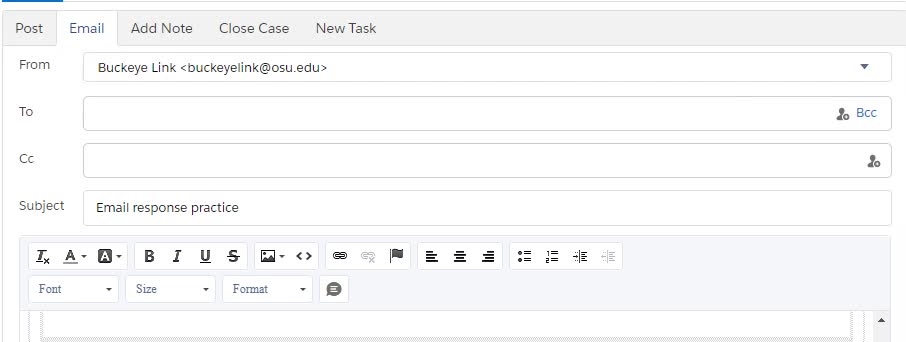 Post Email Add Note Close Case New Task
From Buckeye Link <buckeyelink@osu.edu>
To Bcc
Cc
Subject Email response practice
B I U S
Font Size Format